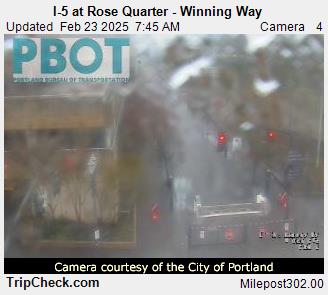 I-5 at Rose Quarter - Winning Way
Updated Feb 23 2025 7:45 AM Camera 4
PBOT
PORTLAND BUREAU OF TRANSPORTATION
Camera courtesy of the City of Portland
TripCheck.com Milepost302.00